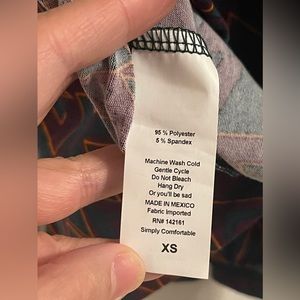 95 % Polyester
5 % Spandex
Machine Wash Cold
Gentle Cycle
Do Not Bleach
Hang Dry
Or you'll be sad
MADE IN MEXICO
Fabric Imported
RN# 142161
Simply Comfortable
XS